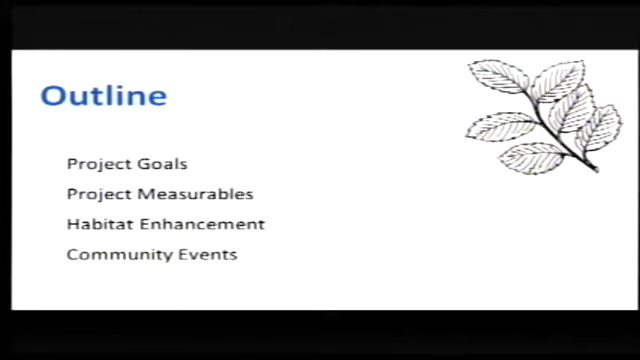 Outline
Project Goals
Project Measurables
Habitat Enhancement
Community Events